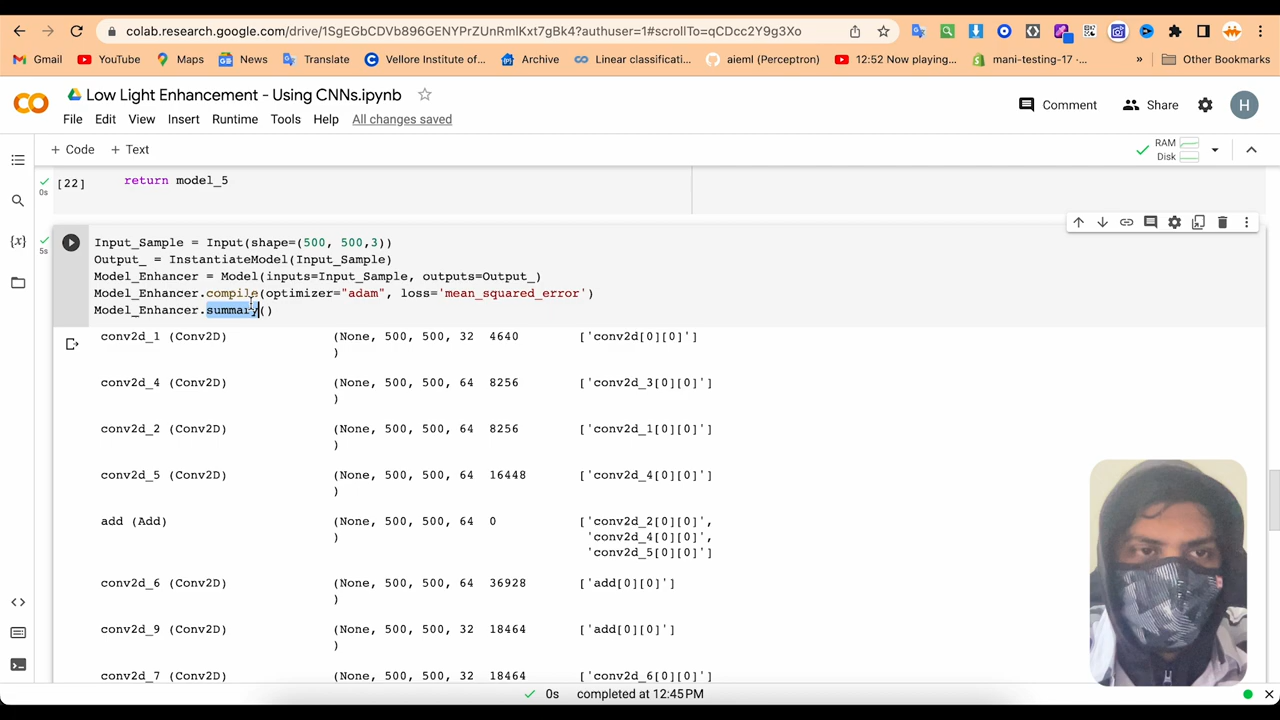 colab.research.google.com/drive/1SgEGbCDVb896GENYPrZUnRmlKxt7gBk4?authuser=1#scrollTo=qCDcc2Y9g3Xo
Gmail YouTube Maps News Translate Vellore Institute of... Archive Linear classificati... aieml (Perceptron) 12:52 Now playing... mani-testing-17 · ... » Other Bookmarks
Low Light Enhancement - Using CNNs.ipynb
File Edit View Insert Runtime Tools Help All changes saved
Comment Share H
+ Code + Text
RAM
Disk
[22] return model_5
0s
Input_Sample = Input(shape=(500, 500,3))
5s
Output_ = InstantiateModel(Input_Sample)
Model_Enhancer = Model(inputs=Input_Sample, outputs=Output_)
Model_Enhancer.compile(optimizer="adam", loss='mean_squared_error')
Model_Enhancer.summary()
conv2d_1 (Conv2D) (None, 500, 500, 32 4640 ['conv2d[0][0]']
)
conv2d_4 (Conv2D) (None, 500, 500, 64 8256 ['conv2d_3[0][0]']
)
conv2d_2 (Conv2D) (None, 500, 500, 64 8256 ['conv2d_1[0][0]']
)
conv2d_5 (Conv2D) (None, 500, 500, 64 16448 ['conv2d_4[0][0]']
)
add (Add) (None, 500, 500, 64 0 ['conv2d_2[0][0]',
) 'conv2d_4[0][0]',
'conv2d_5[0][0]']
conv2d_6 (Conv2D) (None, 500, 500, 64 36928 ['add[0][0]']
)
conv2d_9 (Conv2D) (None, 500, 500, 32 18464 ['add[0][0]']
)
conv2d_7 (Conv2D) (None, 500, 500, 32 18464 ['conv2d_6[0][0]']
0s completed at 12:45 PM